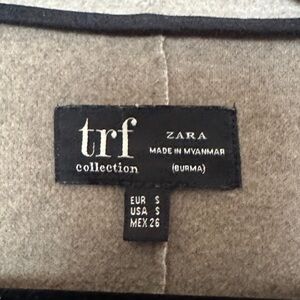 trf
collection
ZARA
MADE IN MYANMAR
(BURMA)
EUR S
USA S
MEX 26